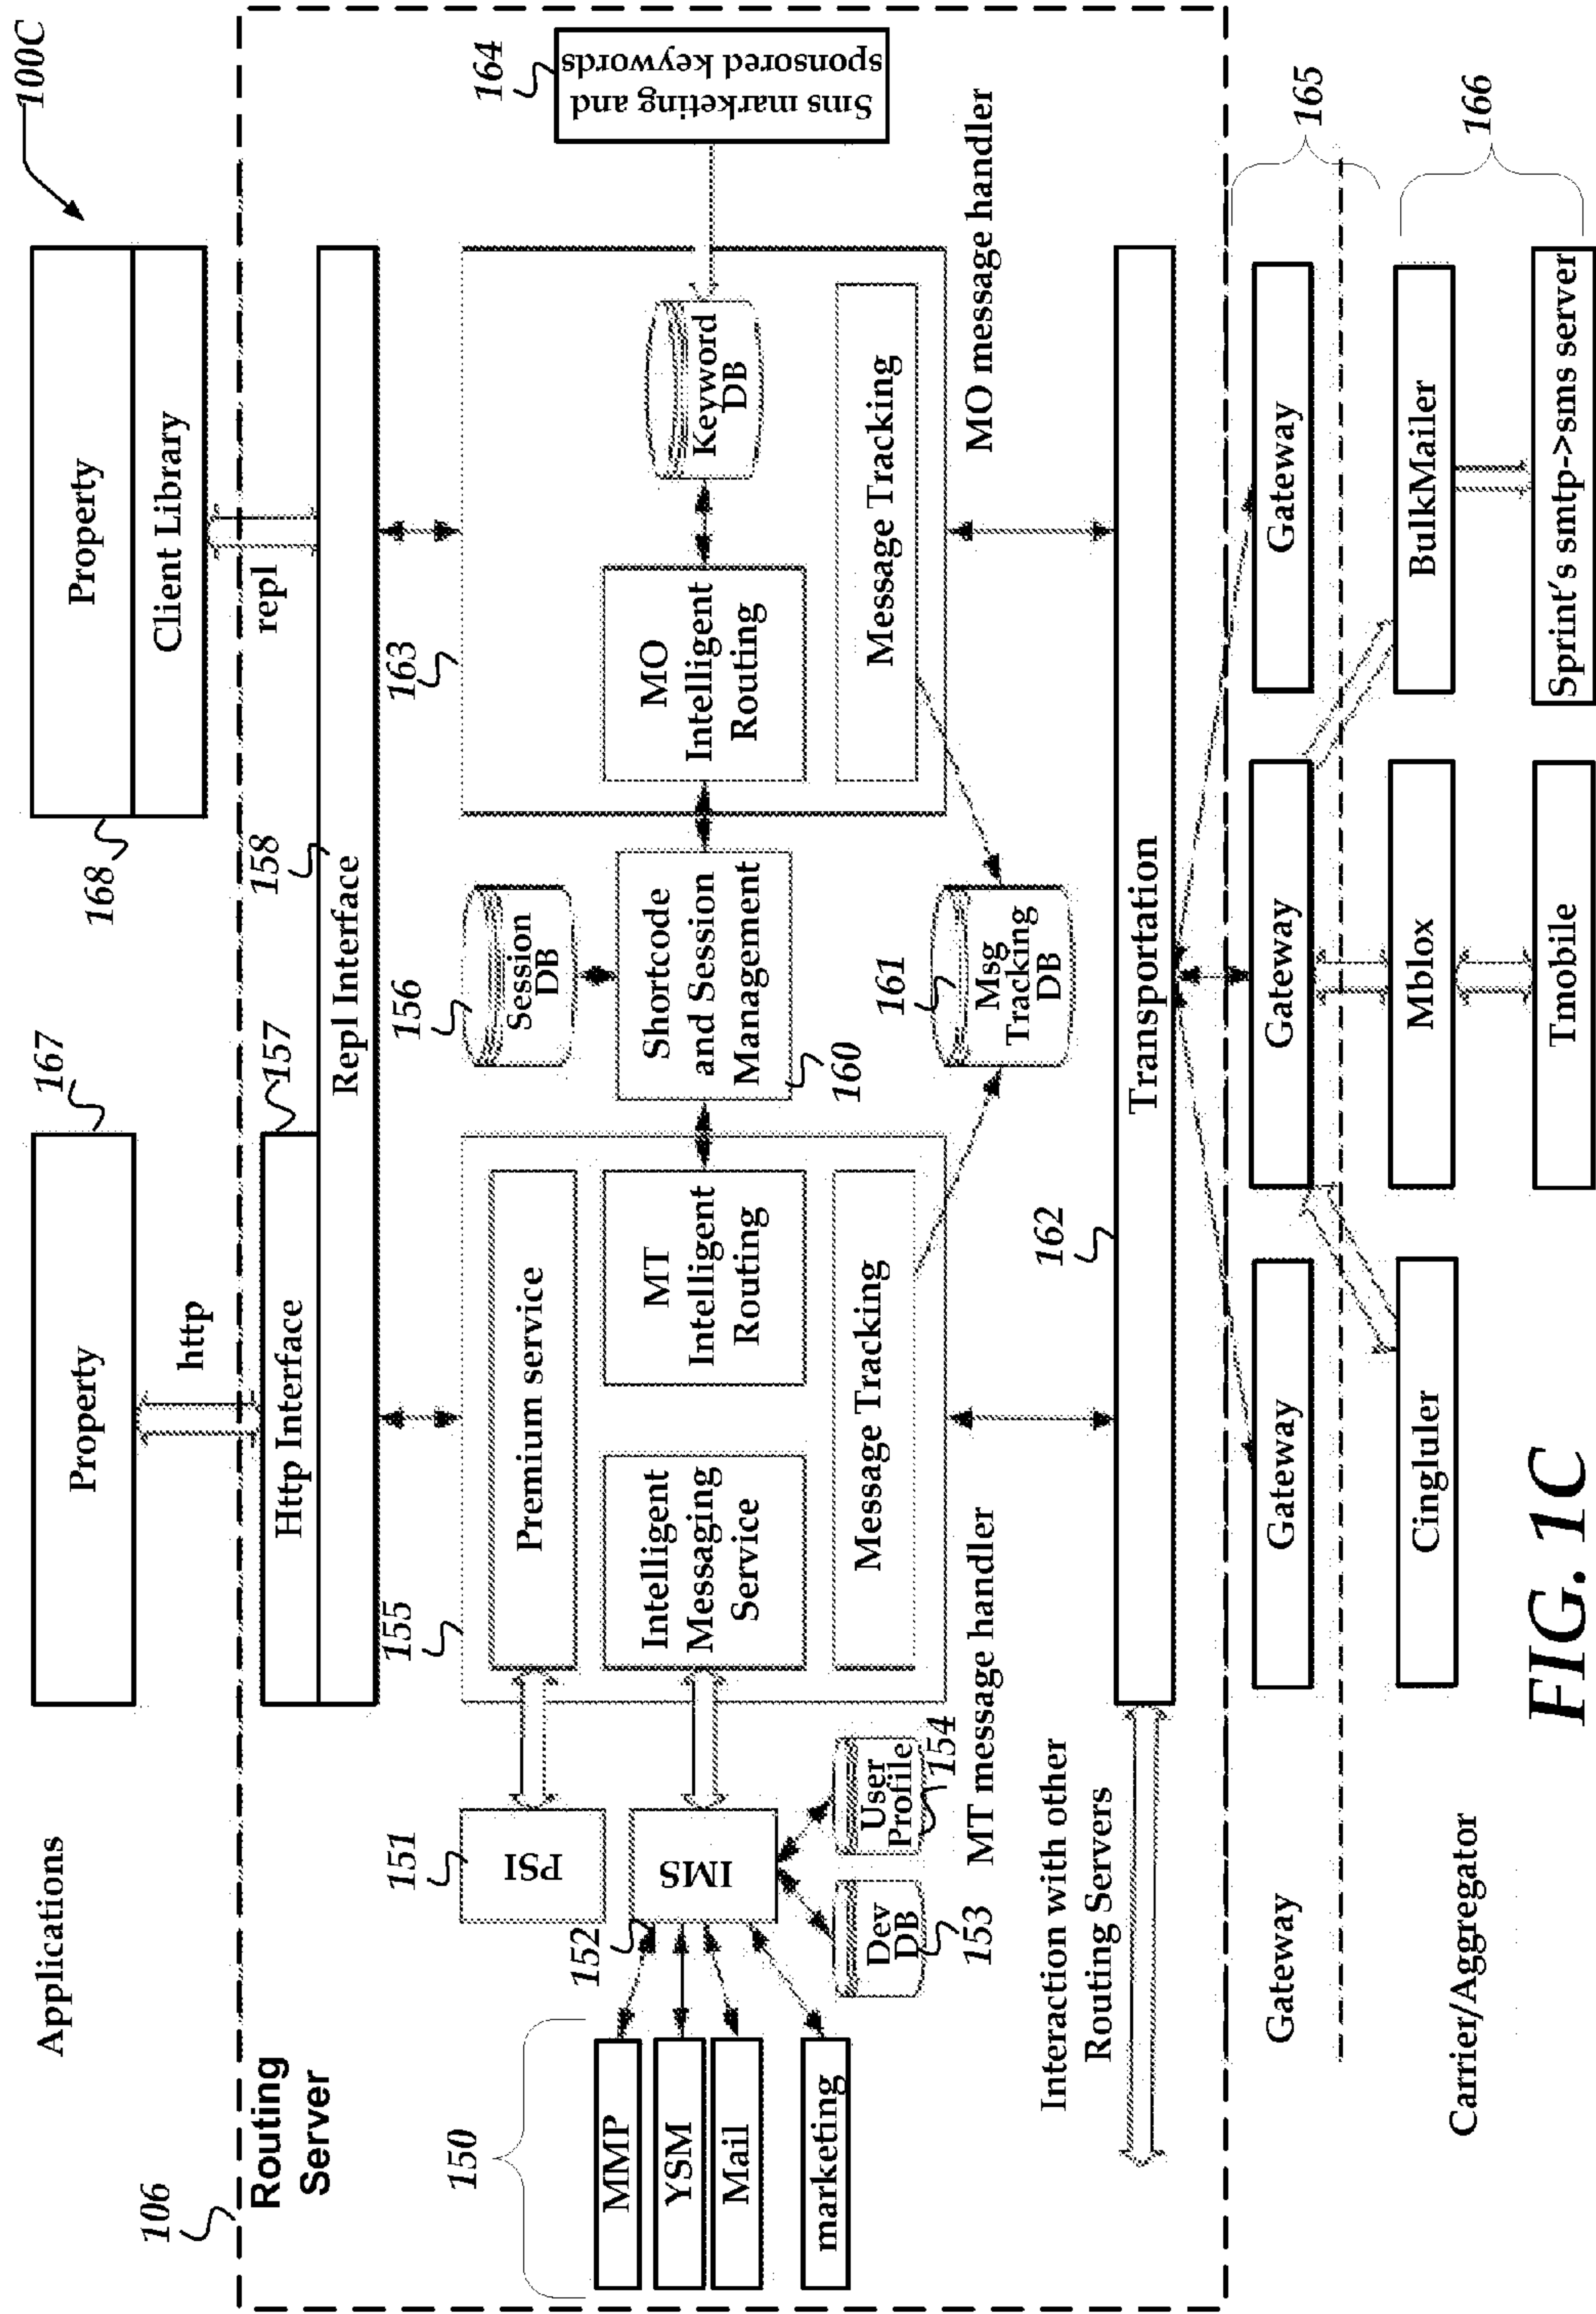 100C
Applications
Property
167
Property
Client Library
168
http
repl
106
Routing
Server
Http Interface
157
158
Repl Interface
155
156
163
164
Sms marketing and
sponsored keywords
150
MMP
YSM
Mail
marketing
151
PSI
152
IMS
Dev
DB
153
User
Profile
154
Premium service
Intelligent
Messaging
Service
MT
Intelligent
Routing
Message Tracking
MT message handler
Session
DB
Shortcode
and Session
Management
160
161
Msg
Tracking
DB
MO
Intelligent
Routing
Keyword
DB
Message Tracking
MO message handler
Interaction with other
Routing Servers
162
Transportation
Gateway
Gateway
Gateway
Gateway
165
Carrier/Aggregator
Cingluler
Mblox
BulkMailer
166
Tmobile
Sprint's smtp->sms server
FIG. 1C